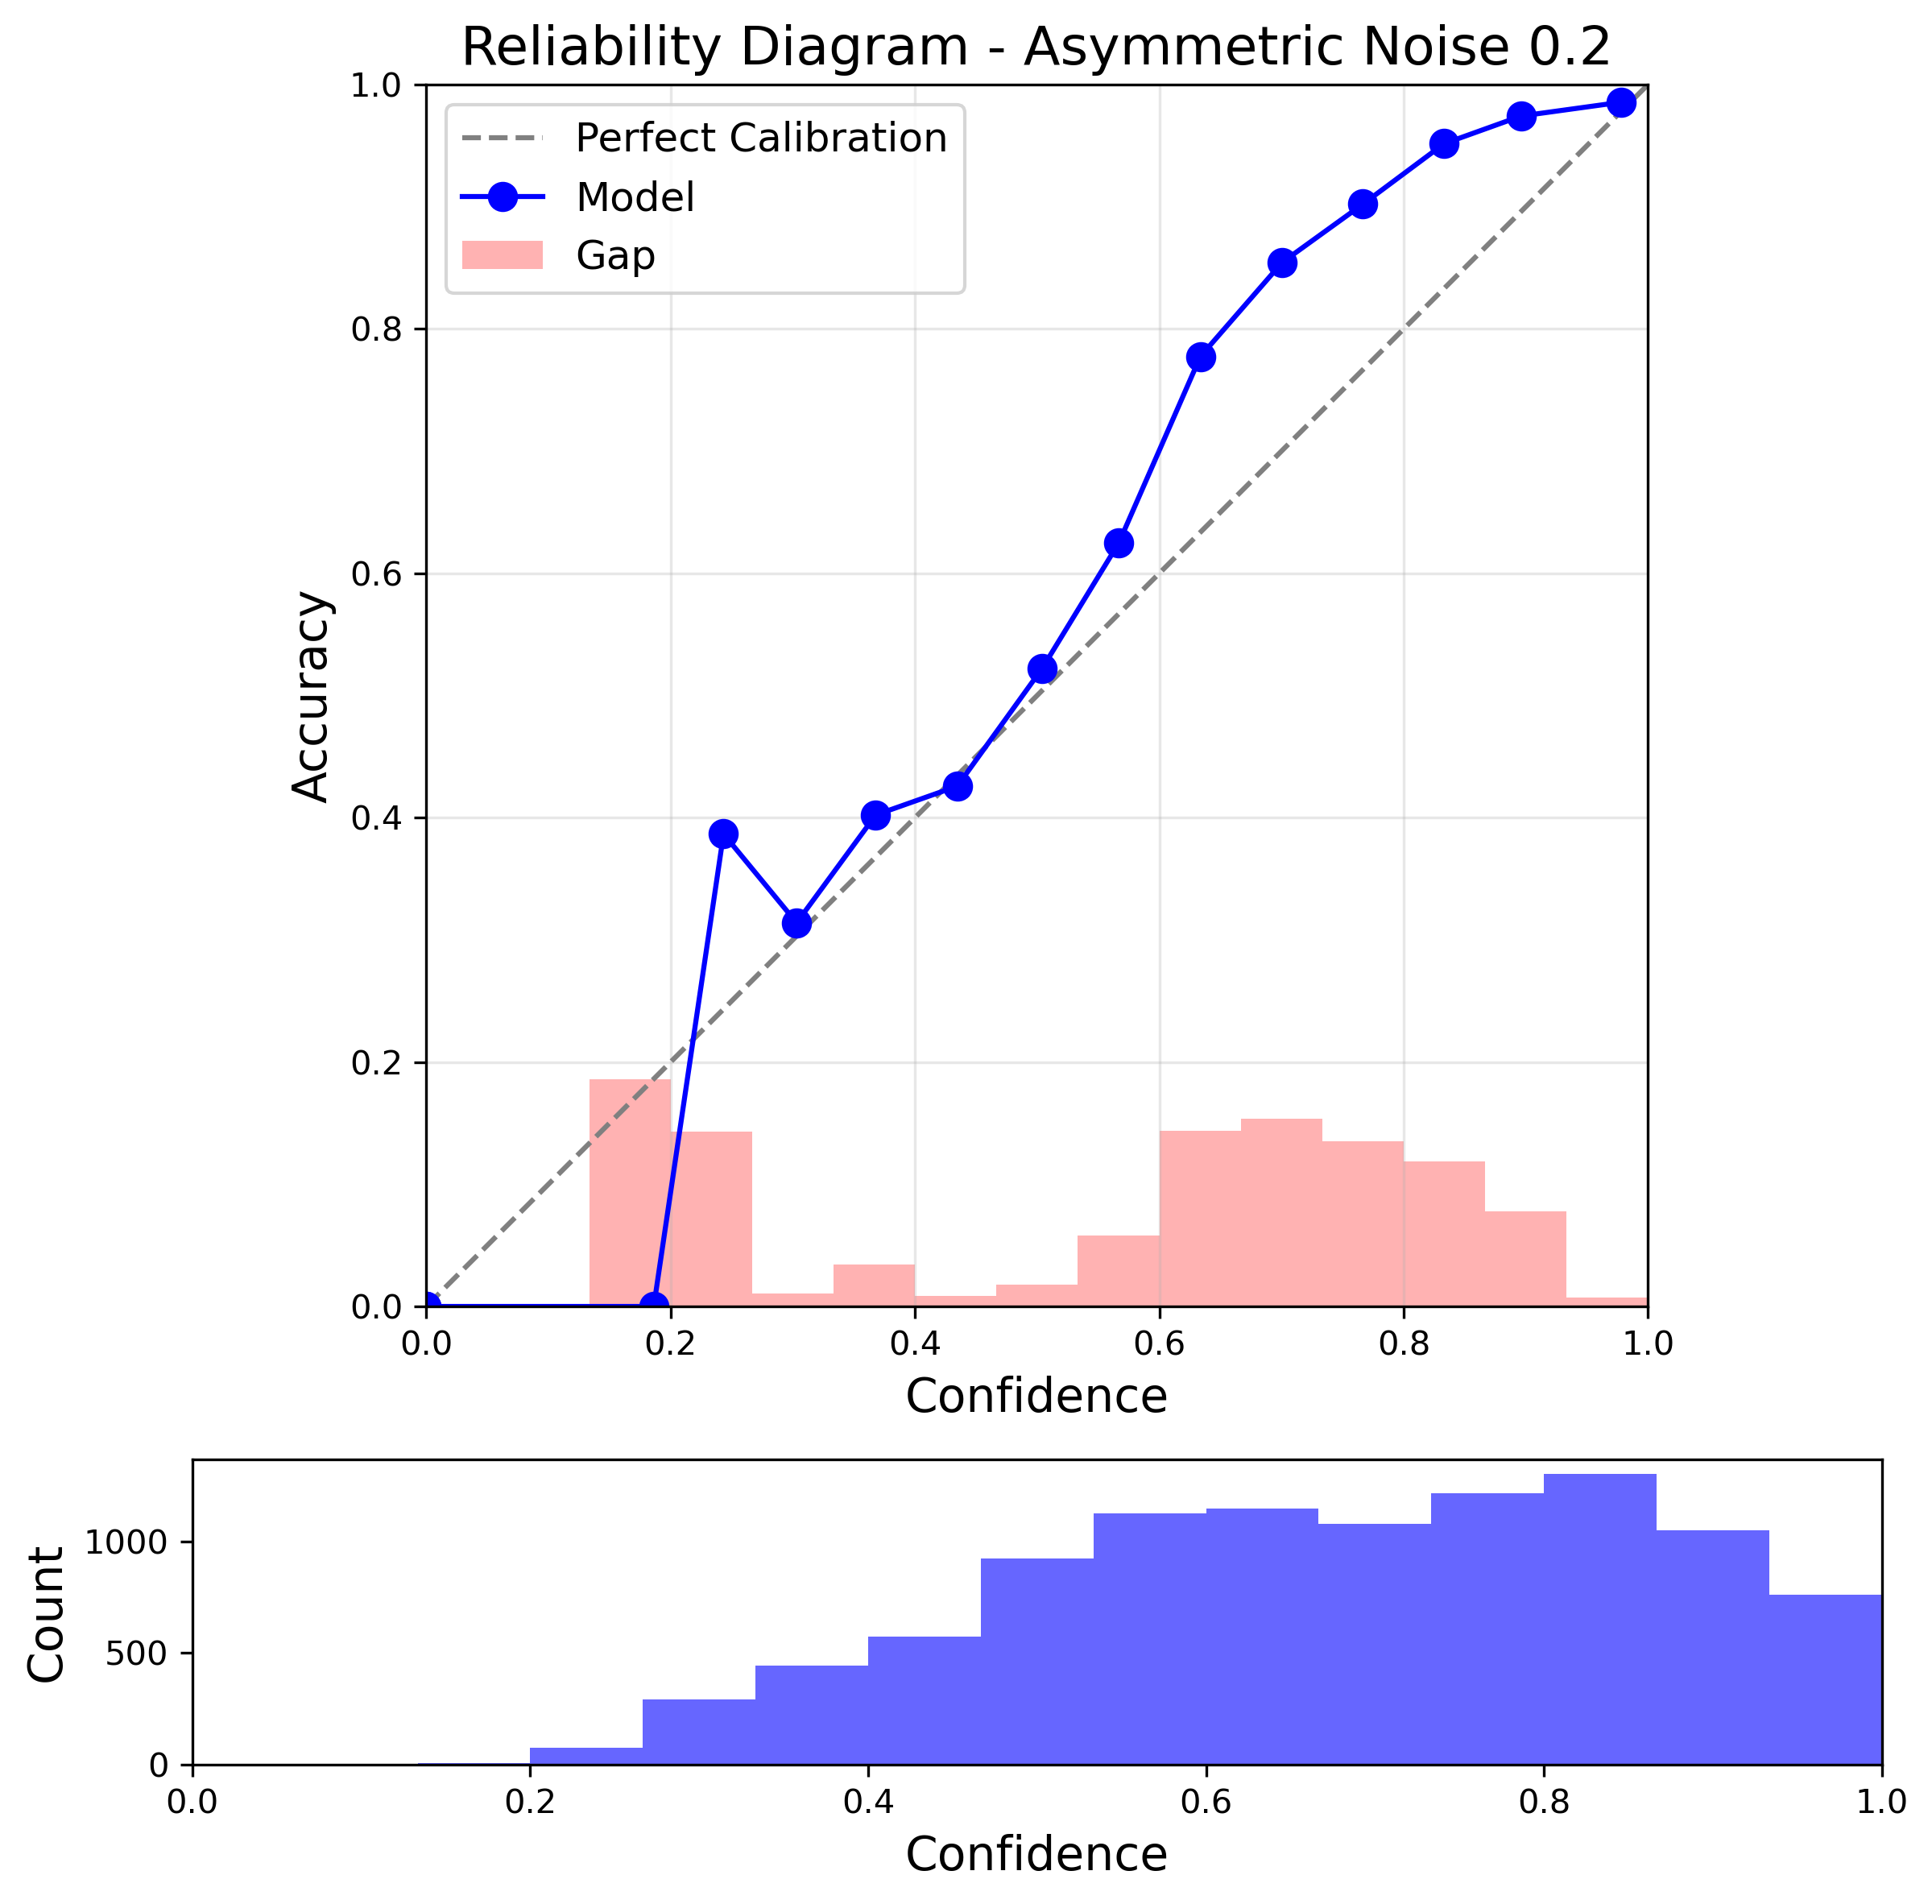 Reliability Diagram - Asymmetric Noise 0.2
Perfect Calibration
Model
Gap
Accuracy
1.0
0.8
0.6
0.4
0.2
0.0
0.0 0.2 0.4 0.6 0.8 1.0
Confidence
Count
1000
500
0
0.0 0.2 0.4 0.6 0.8 1.0
Confidence